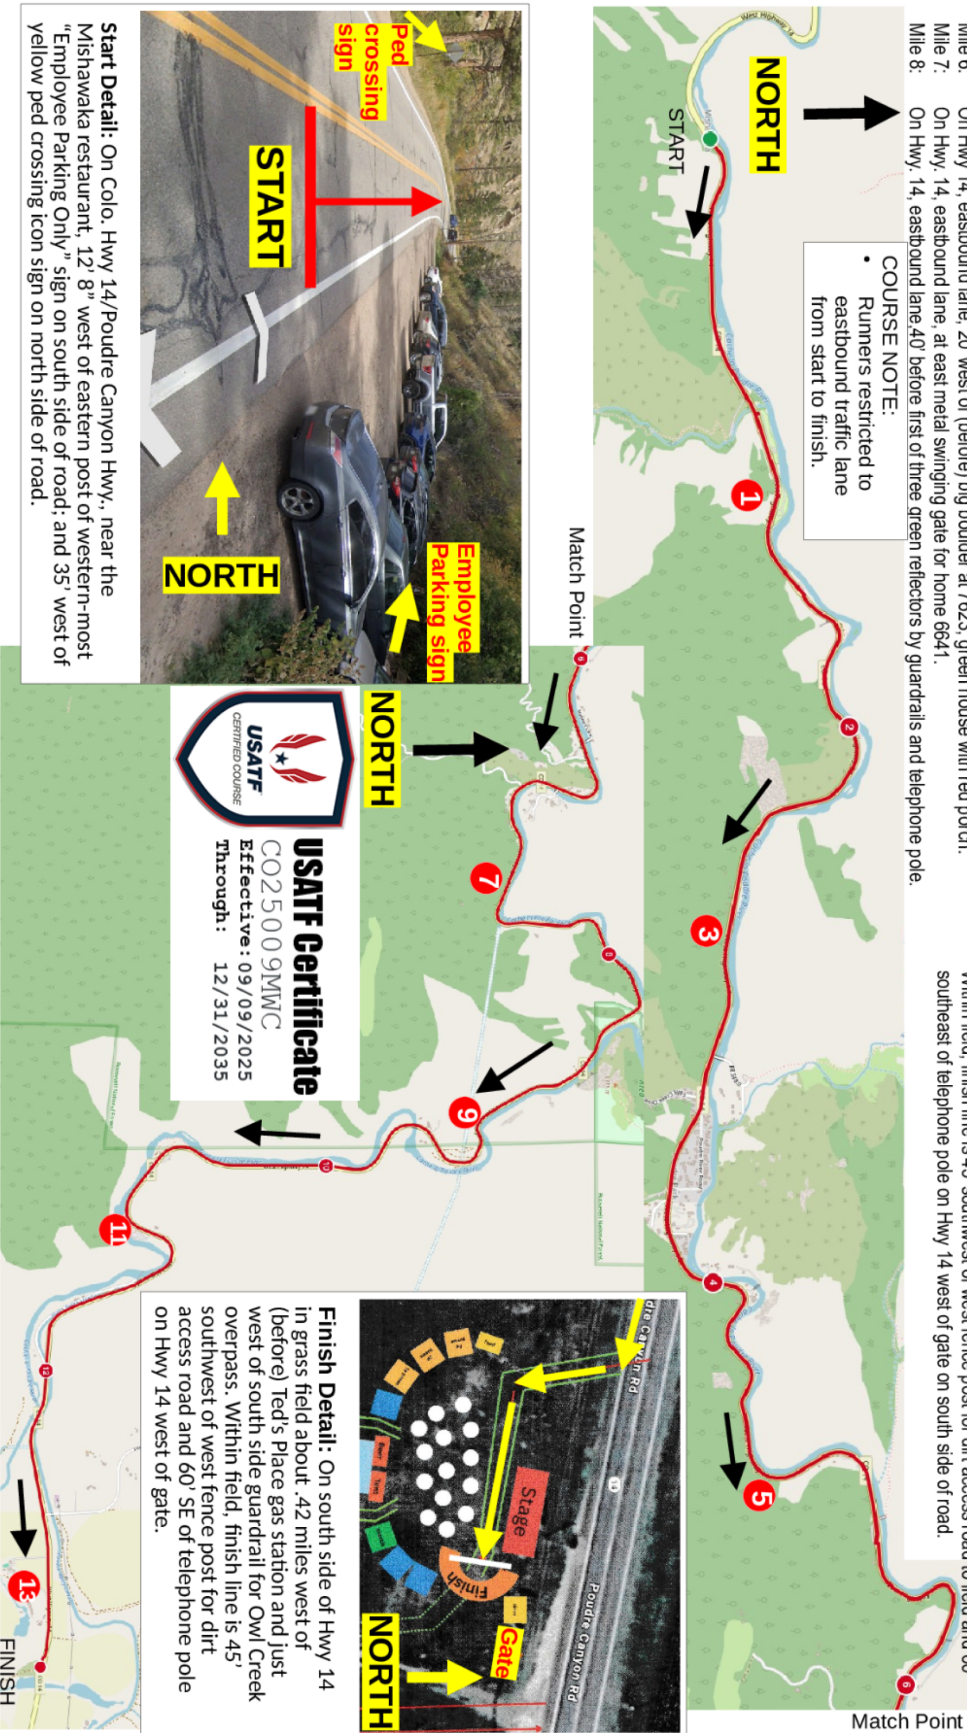 Mile 7: On Hwy. 14, eastbound lane, at east metal swinging gate for home 6641.
Mile 8: On Hwy. 14, eastbound lane,40' before first of three green reflectors by guardrails and telephone pole.
southeast of telephone pole on Hwy 14 west of gate on south side of road.
West Highway 14
NORTH
START
COURSE NOTE:
• Runners restricted to
eastbound traffic lane
from start to finish.
1
2
3
4
5
6
Match Point
Match Point
6
7
8
9
10
11
12
13
FINISH
NORTH
Ped
crossing
sign
START
Employee
Parking sign
NORTH
Start Detail: On Colo. Hwy 14/Poudre Canyon Hwy., near the
Mishawaka restaurant, 12' 8” west of eastern post of western-most
“Employee Parking Only” sign on south side of road; and 35' west of
yellow ped crossing icon sign on north side of road.
USATF
CERTIFIED COURSE
USATF Certificate
CO25009MWC
Effective: 09/09/2025
Through: 12/31/2035
dre Canyon Rd
Poudre Canyon Rd
Stage
Finish
Gate
NORTH
Finish Detail: On south side of Hwy 14
in grass field about .42 miles west of
(before) Ted's Place gas station and just
west of south side guardrail for Owl Creek
overpass. Within field, finish line is 45'
southwest of west fence post for dirt
access road and 60' SE of telephone pole
on Hwy 14 west of gate.